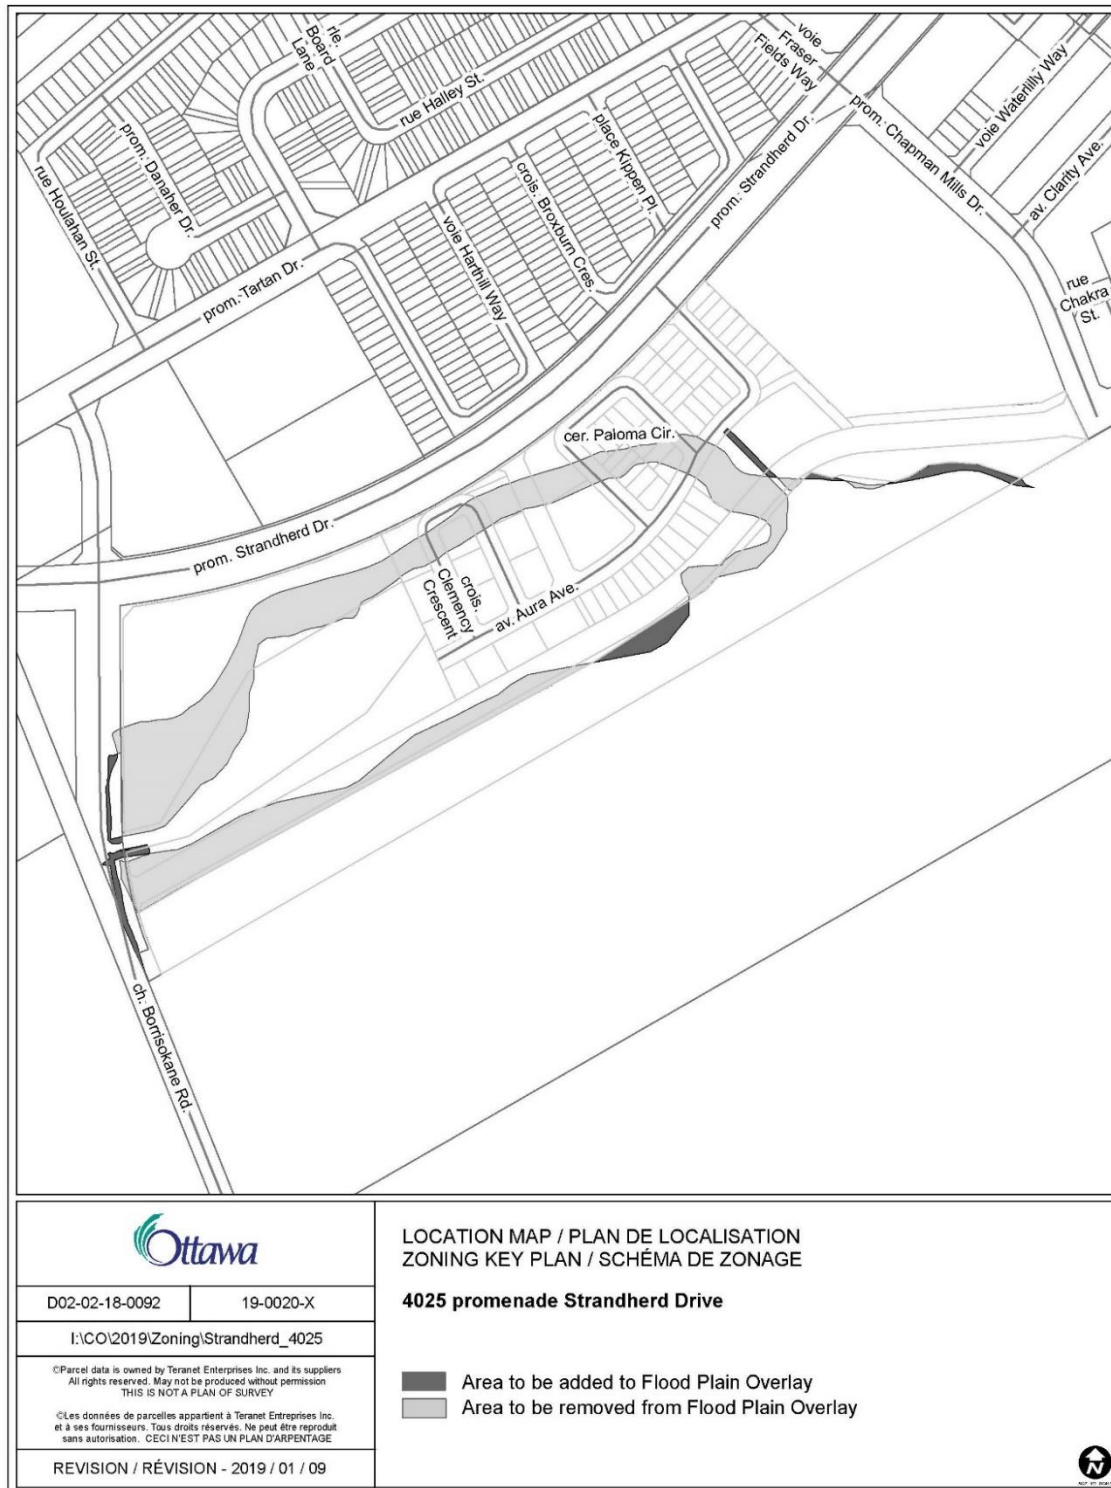 voie
Fraser
Fields Way
rle.
Board
Lane
rue Halley St.
place Kippen Pl.
voie Waterlilly Way
prom. Danaher Dr.
rue Houlahan St.
crois. Broxburn Cres.
prom. Strandherd Dr.
prom. Chapman Mills Dr.
av. Clarity Ave.
voie Harthill Way
prom. Tartan Dr.
rue
Chakra
St.
cer. Paloma Cir.
prom. Strandherd Dr.
crois.
Clemency
Crescent
av. Aura Ave.
ch. Borrisokane Rd.
Ottawa
D02-02-18-0092
19-0020-X
I:\CO\2019\Zoning\Strandherd_4025
©Parcel data is owned by Teranet Enterprises Inc. and its suppliers
All rights reserved. May not be produced without permission
THIS IS NOT A PLAN OF SURVEY
©Les données de parcelles appartient à Teranet Entreprises Inc.
et à ses fournisseurs. Tous droits réservés. Ne peut être reproduit
sans autorisation. CECI N'EST PAS UN PLAN D'ARPENTAGE
REVISION / RÉVISION - 2019 / 01 / 09
LOCATION MAP / PLAN DE LOCALISATION
ZONING KEY PLAN / SCHÉMA DE ZONAGE
4025 promenade Strandherd Drive
Area to be added to Flood Plain Overlay
Area to be removed from Flood Plain Overlay
N